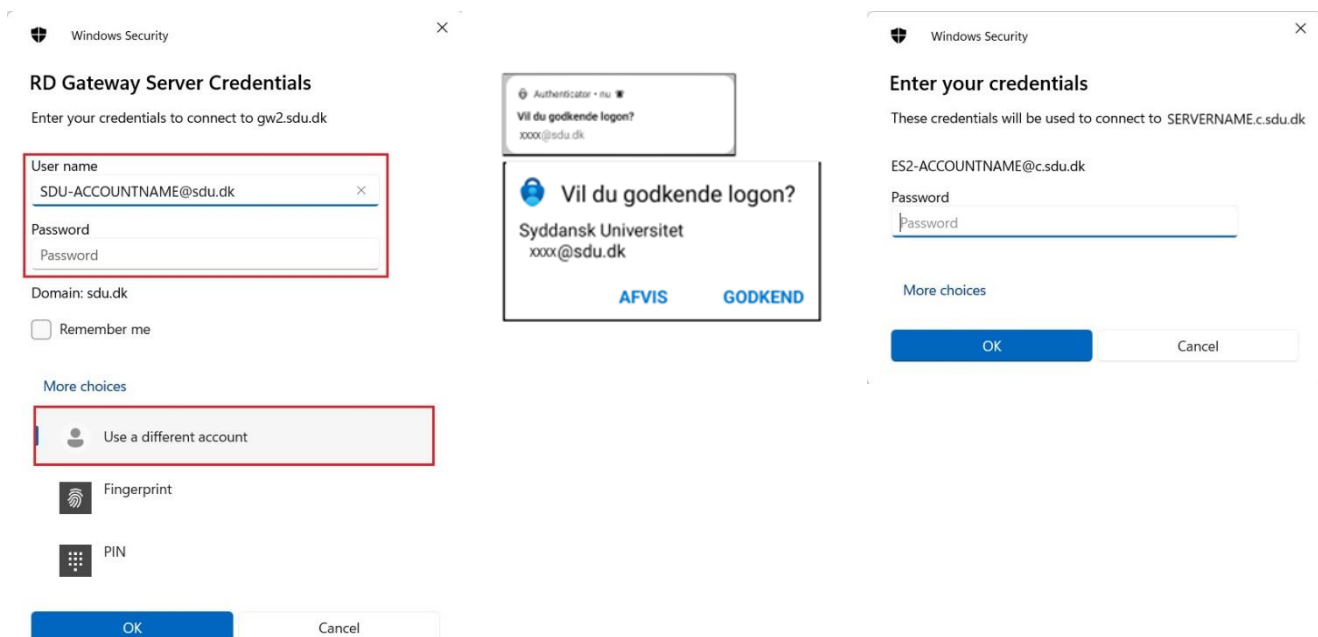 Windows Security
RD Gateway Server Credentials
Enter your credentials to connect to gw2.sdu.dk
User name
SDU-ACCOUNTNAME@sdu.dk
Password
Password
Domain: sdu.dk
Remember me
More choices
Use a different account
Fingerprint
PIN
OK
Cancel
Authenticator • nu
Vil du godkende logon?
xxxx@sdu.dk
Vil du godkende logon?
Syddansk Universitet
xxxx@sdu.dk
AFVIS
GODKEND
Windows Security
Enter your credentials
These credentials will be used to connect to SERVERNAME.c.sdu.dk
ES2-ACCOUNTNAME@c.sdu.dk
Password
Password
More choices
OK
Cancel